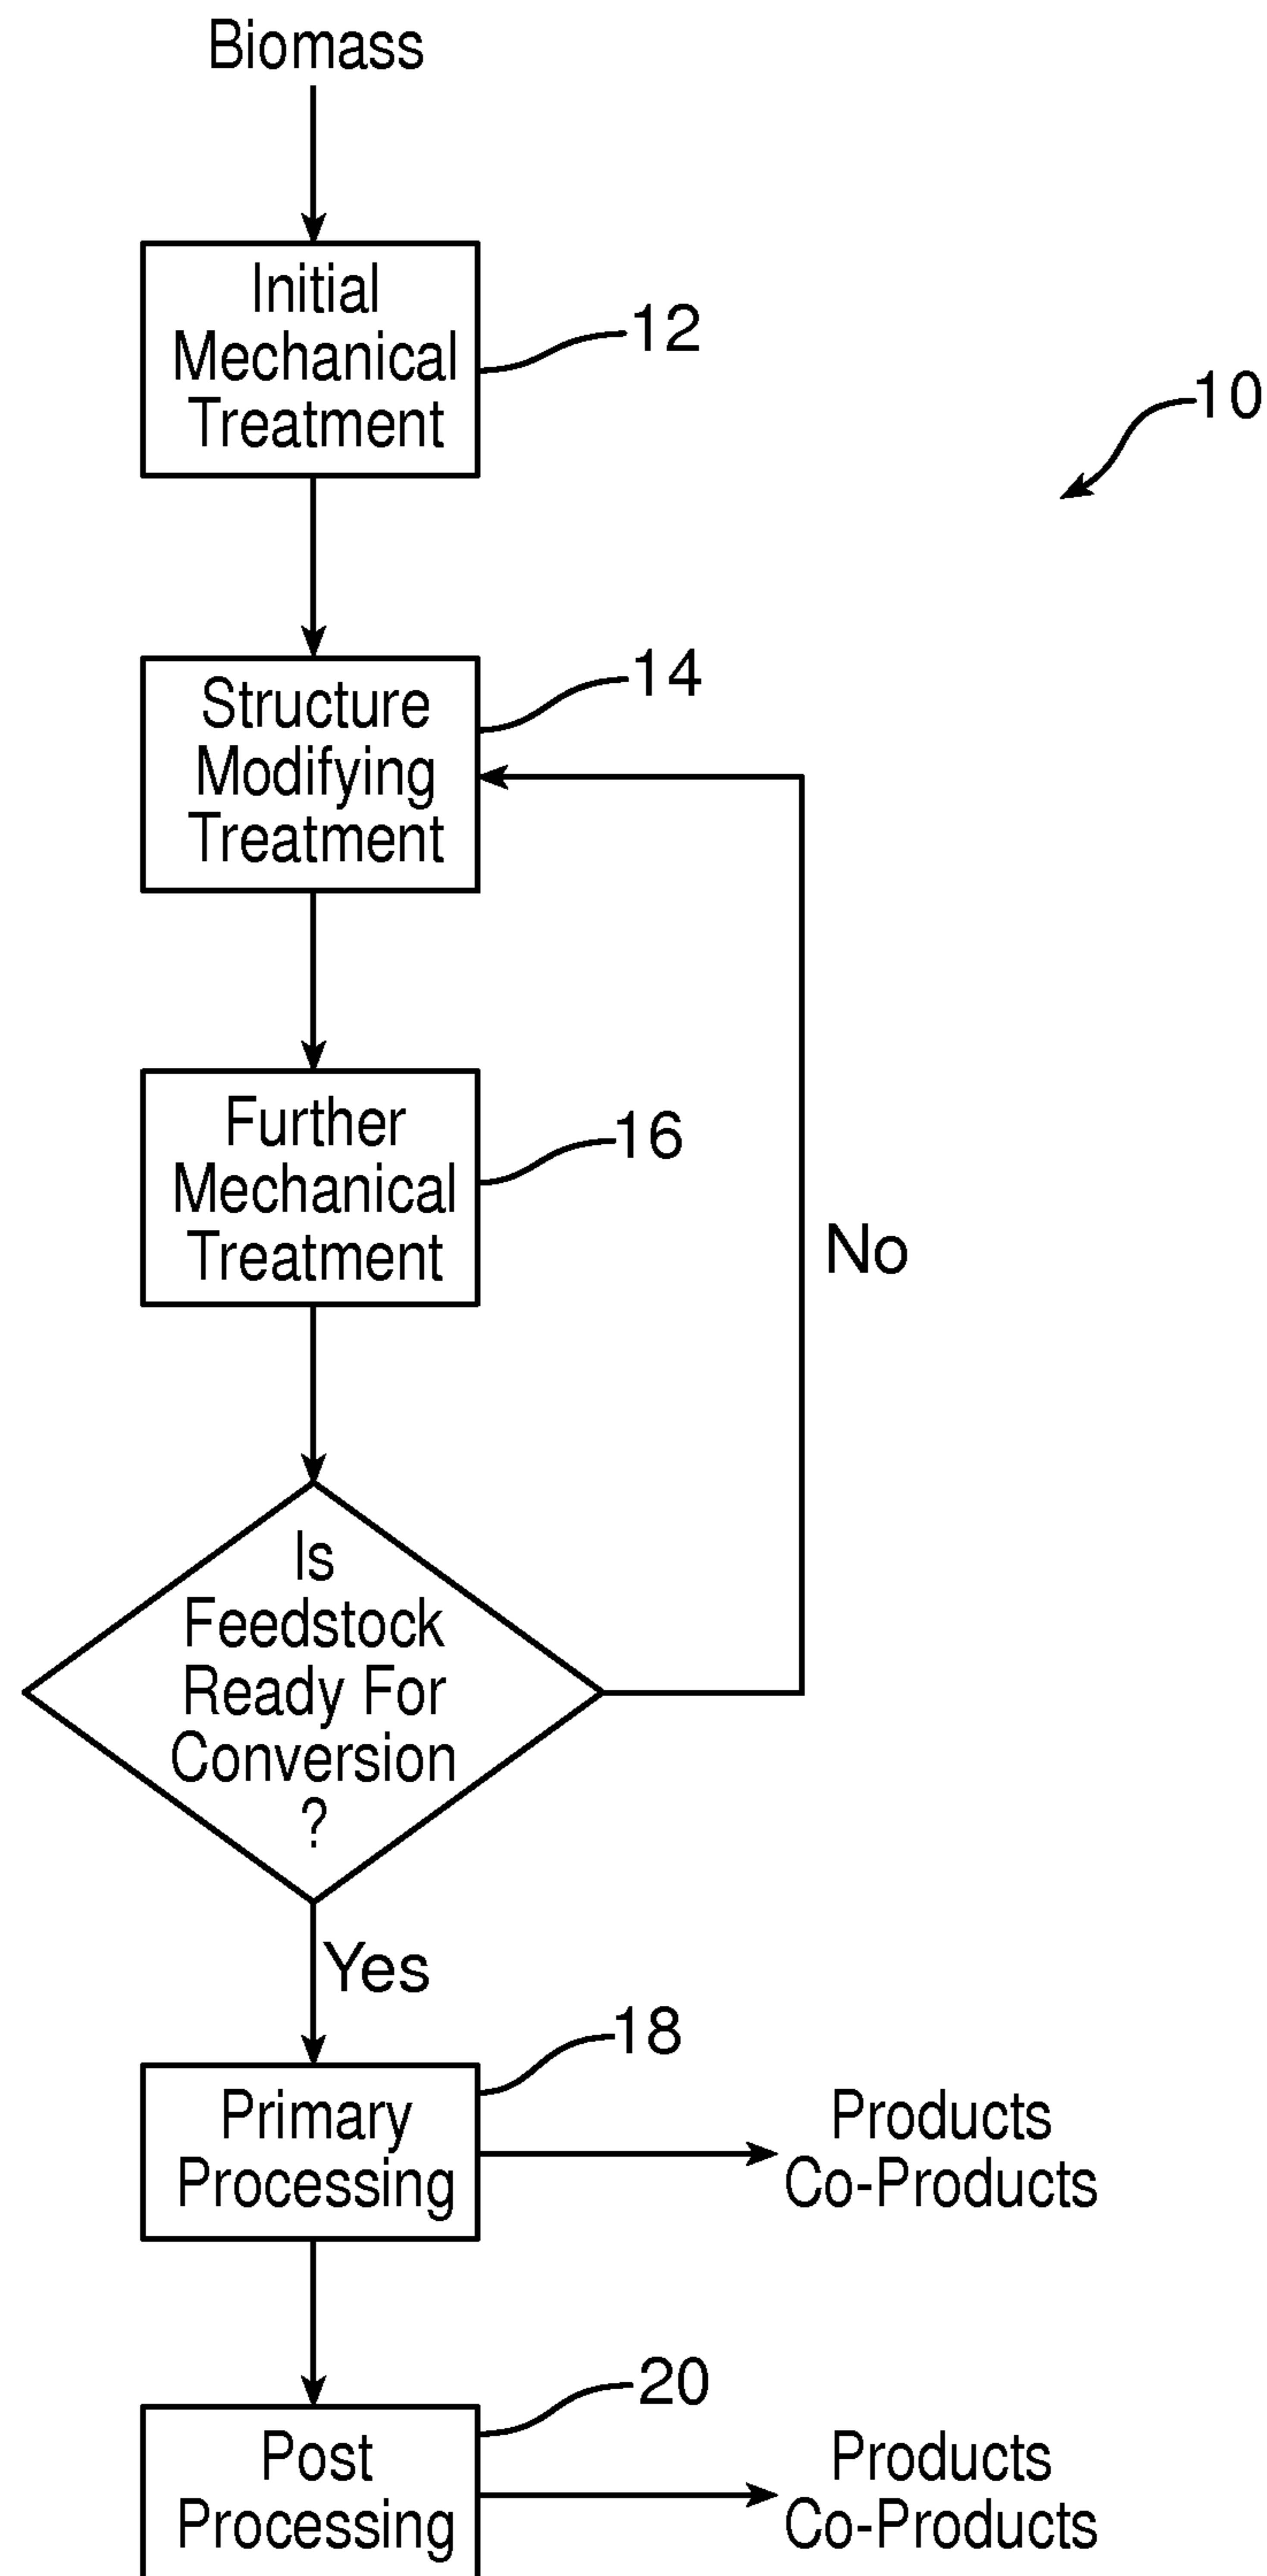 Biomass
Initial
Mechanical
Treatment
12
10
Structure
Modifying
Treatment
14
Further
Mechanical
Treatment
16
No
Is
Feedstock
Ready For
Conversion
?
Yes
18
Primary
Processing
Products
Co-Products
20
Post
Processing
Products
Co-Products